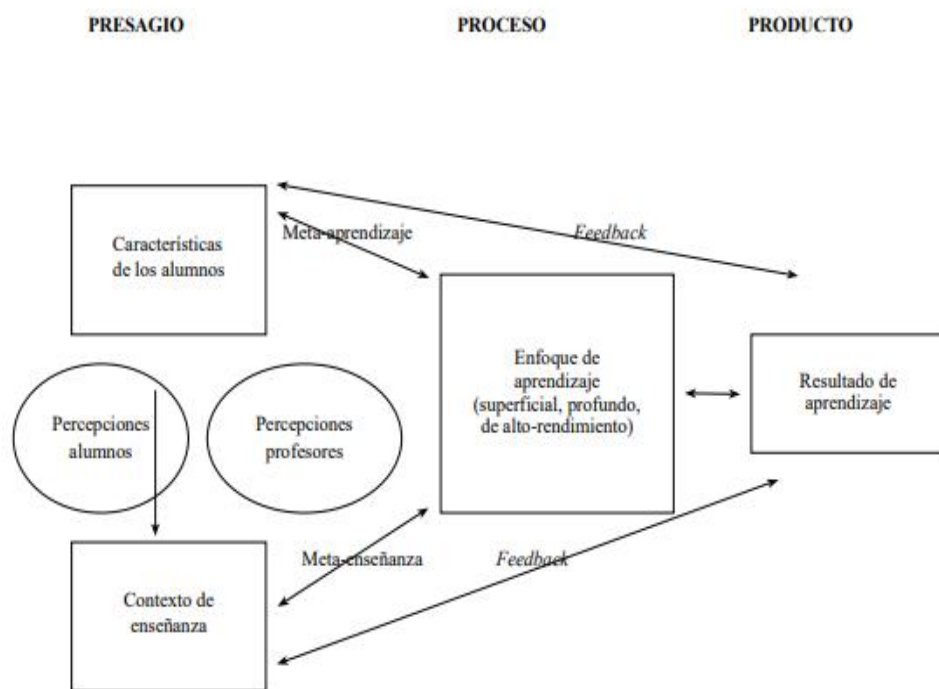 PRESAGIO
PROCESO
PRODUCTO
Características
de los alumnos
Meta-aprendizaje
Feedback
Percepciones
alumnos
Percepciones
profesores
Enfoque de
aprendizaje
(superficial, profundo,
de alto-rendimiento)
Resultado de
aprendizaje
Meta-enseñanza
Feedback
Contexto de
enseñanza